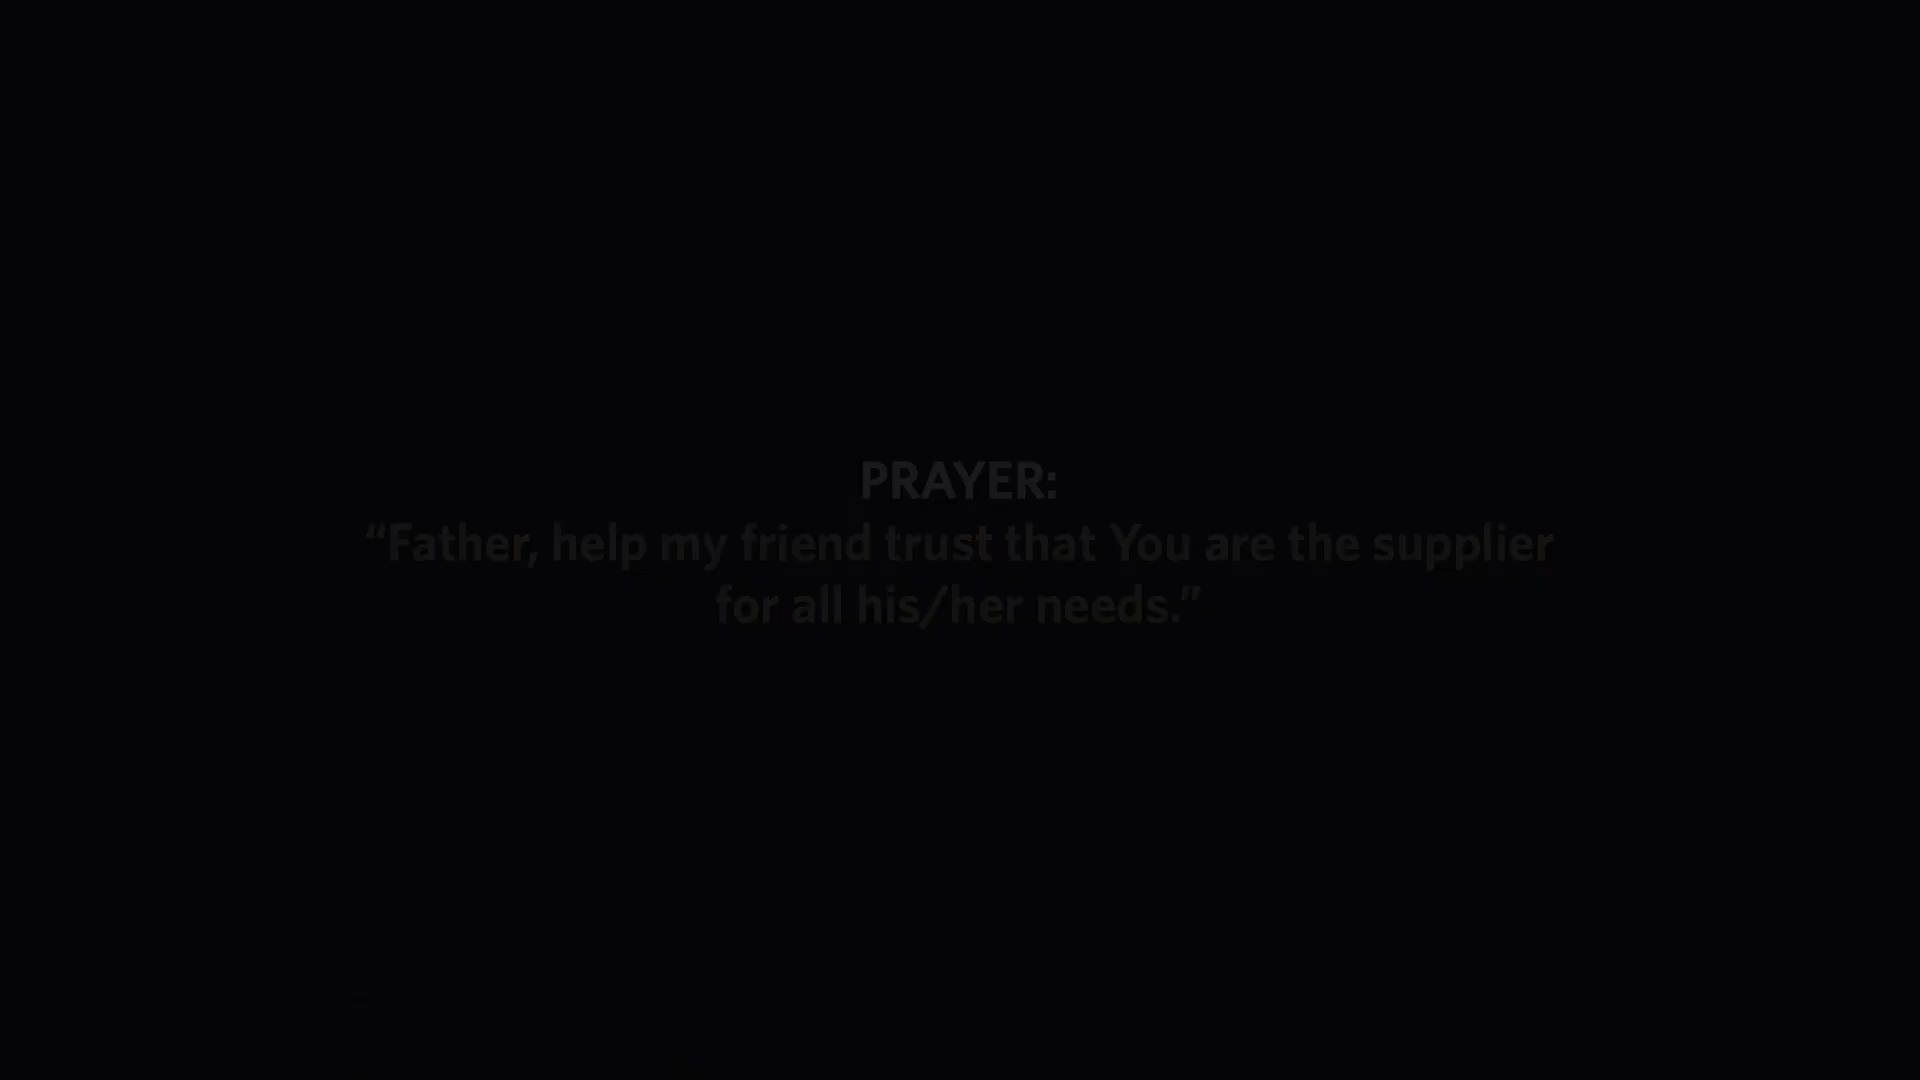 PRAYER:
“Father, help my friend trust that You are the supplier
for all his/her needs.”